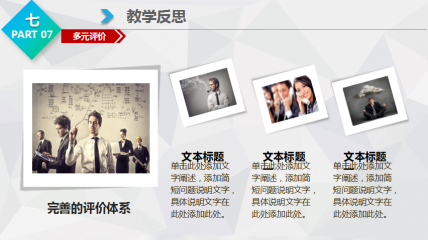 七
PART 07
教学反思
多元评价
完善的评价体系
文本标题
单击此处添加文
字阐述，添加简
短问题说明文字，
具体说明文字在
此处添加此处。
文本标题
单击此处添加文
字阐述，添加简
短问题说明文字，
具体说明文字在
此处添加此处。
文本标题
单击此处添加文
字阐述，添加简
短问题说明文字，
具体说明文字在
此处添加此处。